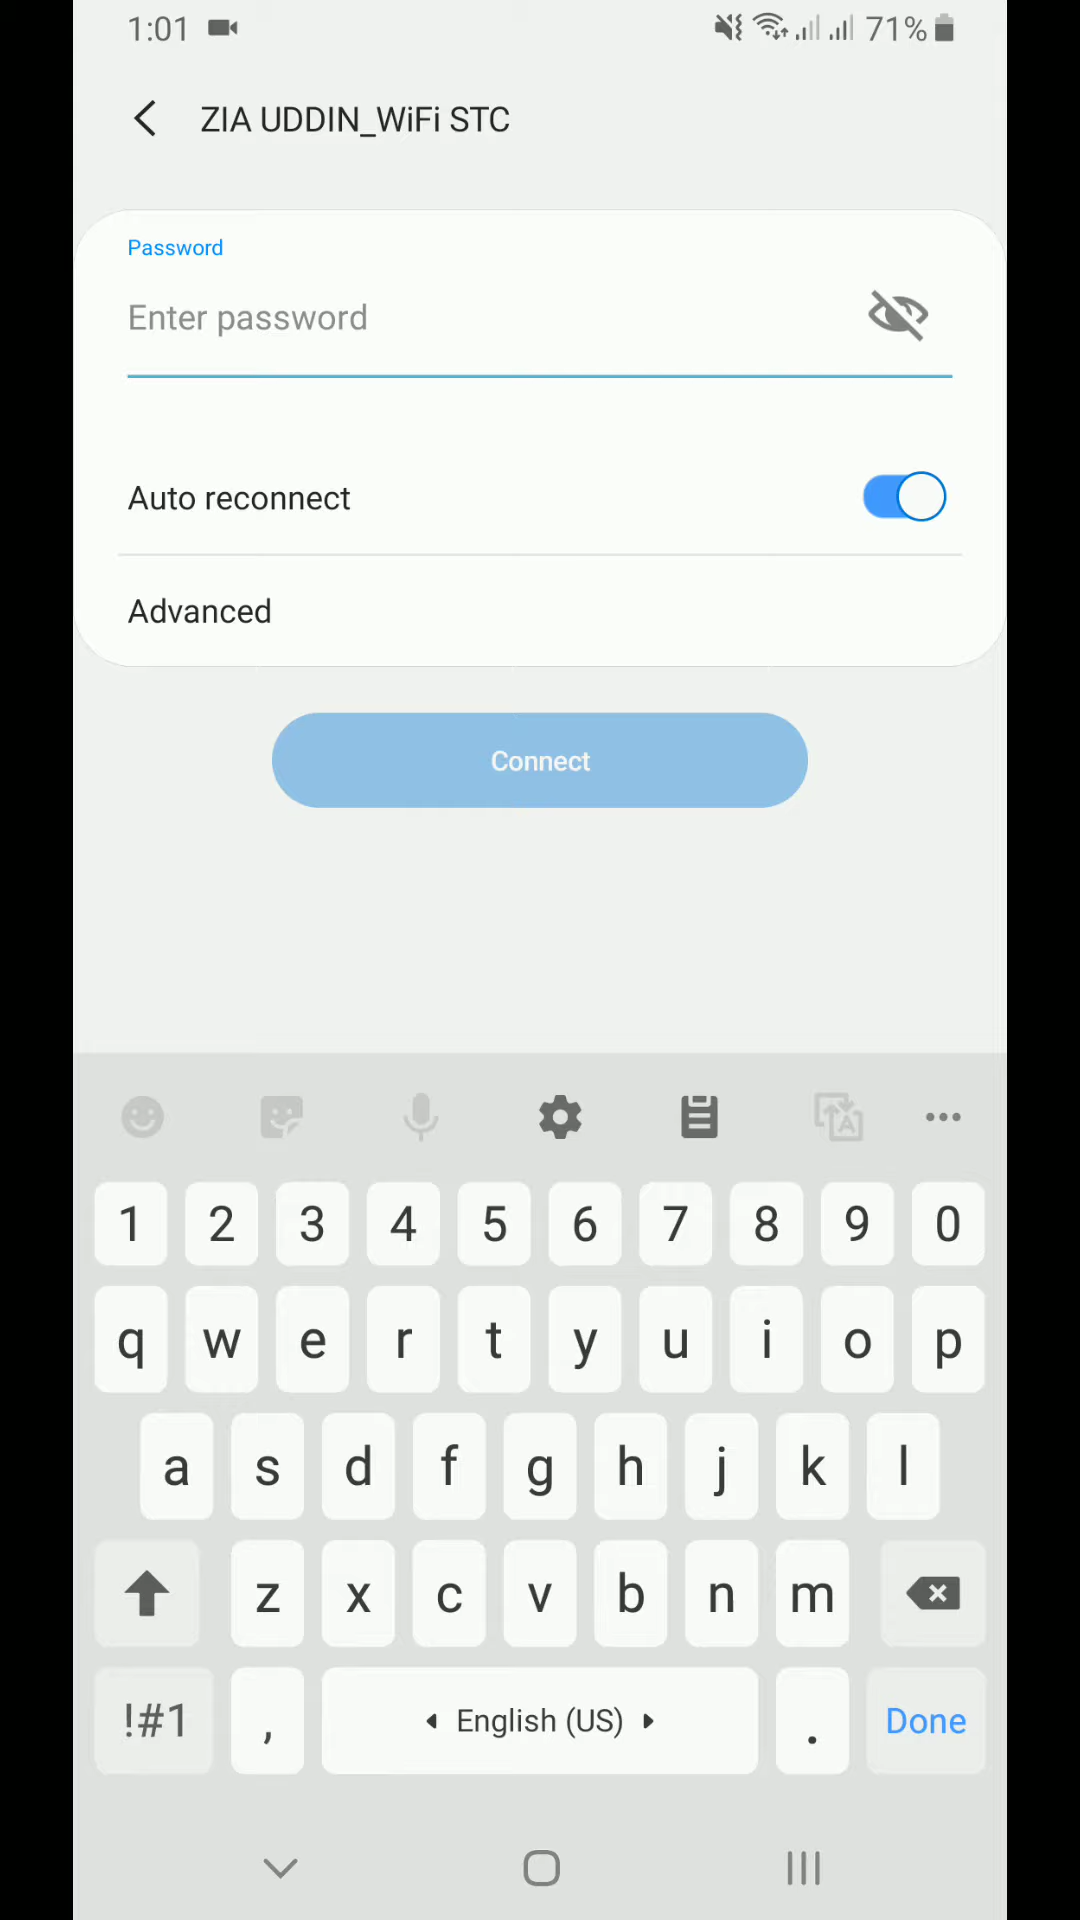 1:01 71%
ZIA UDDIN_WiFi STC
Password
Enter password
Auto reconnect
Advanced
Connect
1 2 3 4 5 6 7 8 9 0
q w e r t y u i o p
a s d f g h j k l
z x c v b n m
!#1 , English (US) . Done